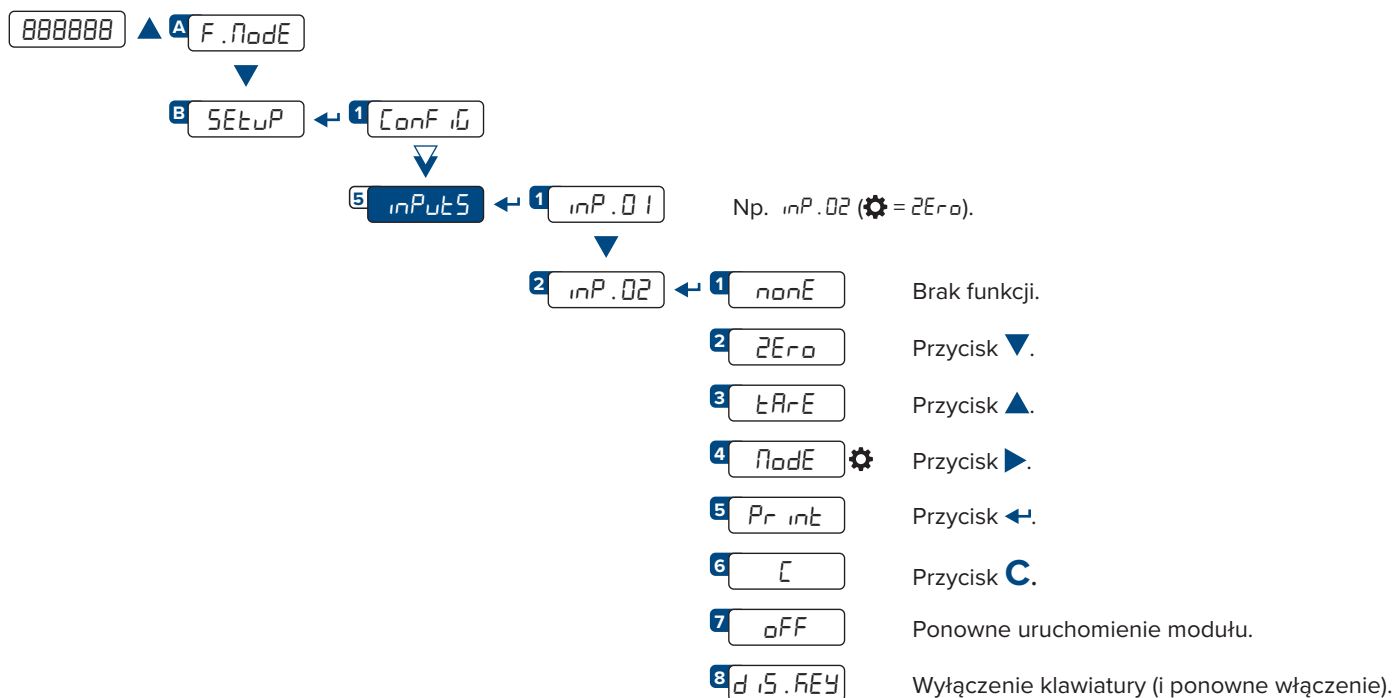 888888 A F.ModE
B SEtuP 1 ConFiG
5 inPutS 1 inP.01 Np. inP.02 (= ZEro).
2 inP.02 1 nonE Brak funkcji.
2 ZEro Przycisk ▼.
3 tArE Przycisk ▲.
4 ModE Przycisk ►.
5 Print Przycisk ↵.
6 C Przycisk C.
7 oFF Ponowne uruchomienie modułu.
8 diS.KEY Wyłączenie klawiatury (i ponowne włączenie).